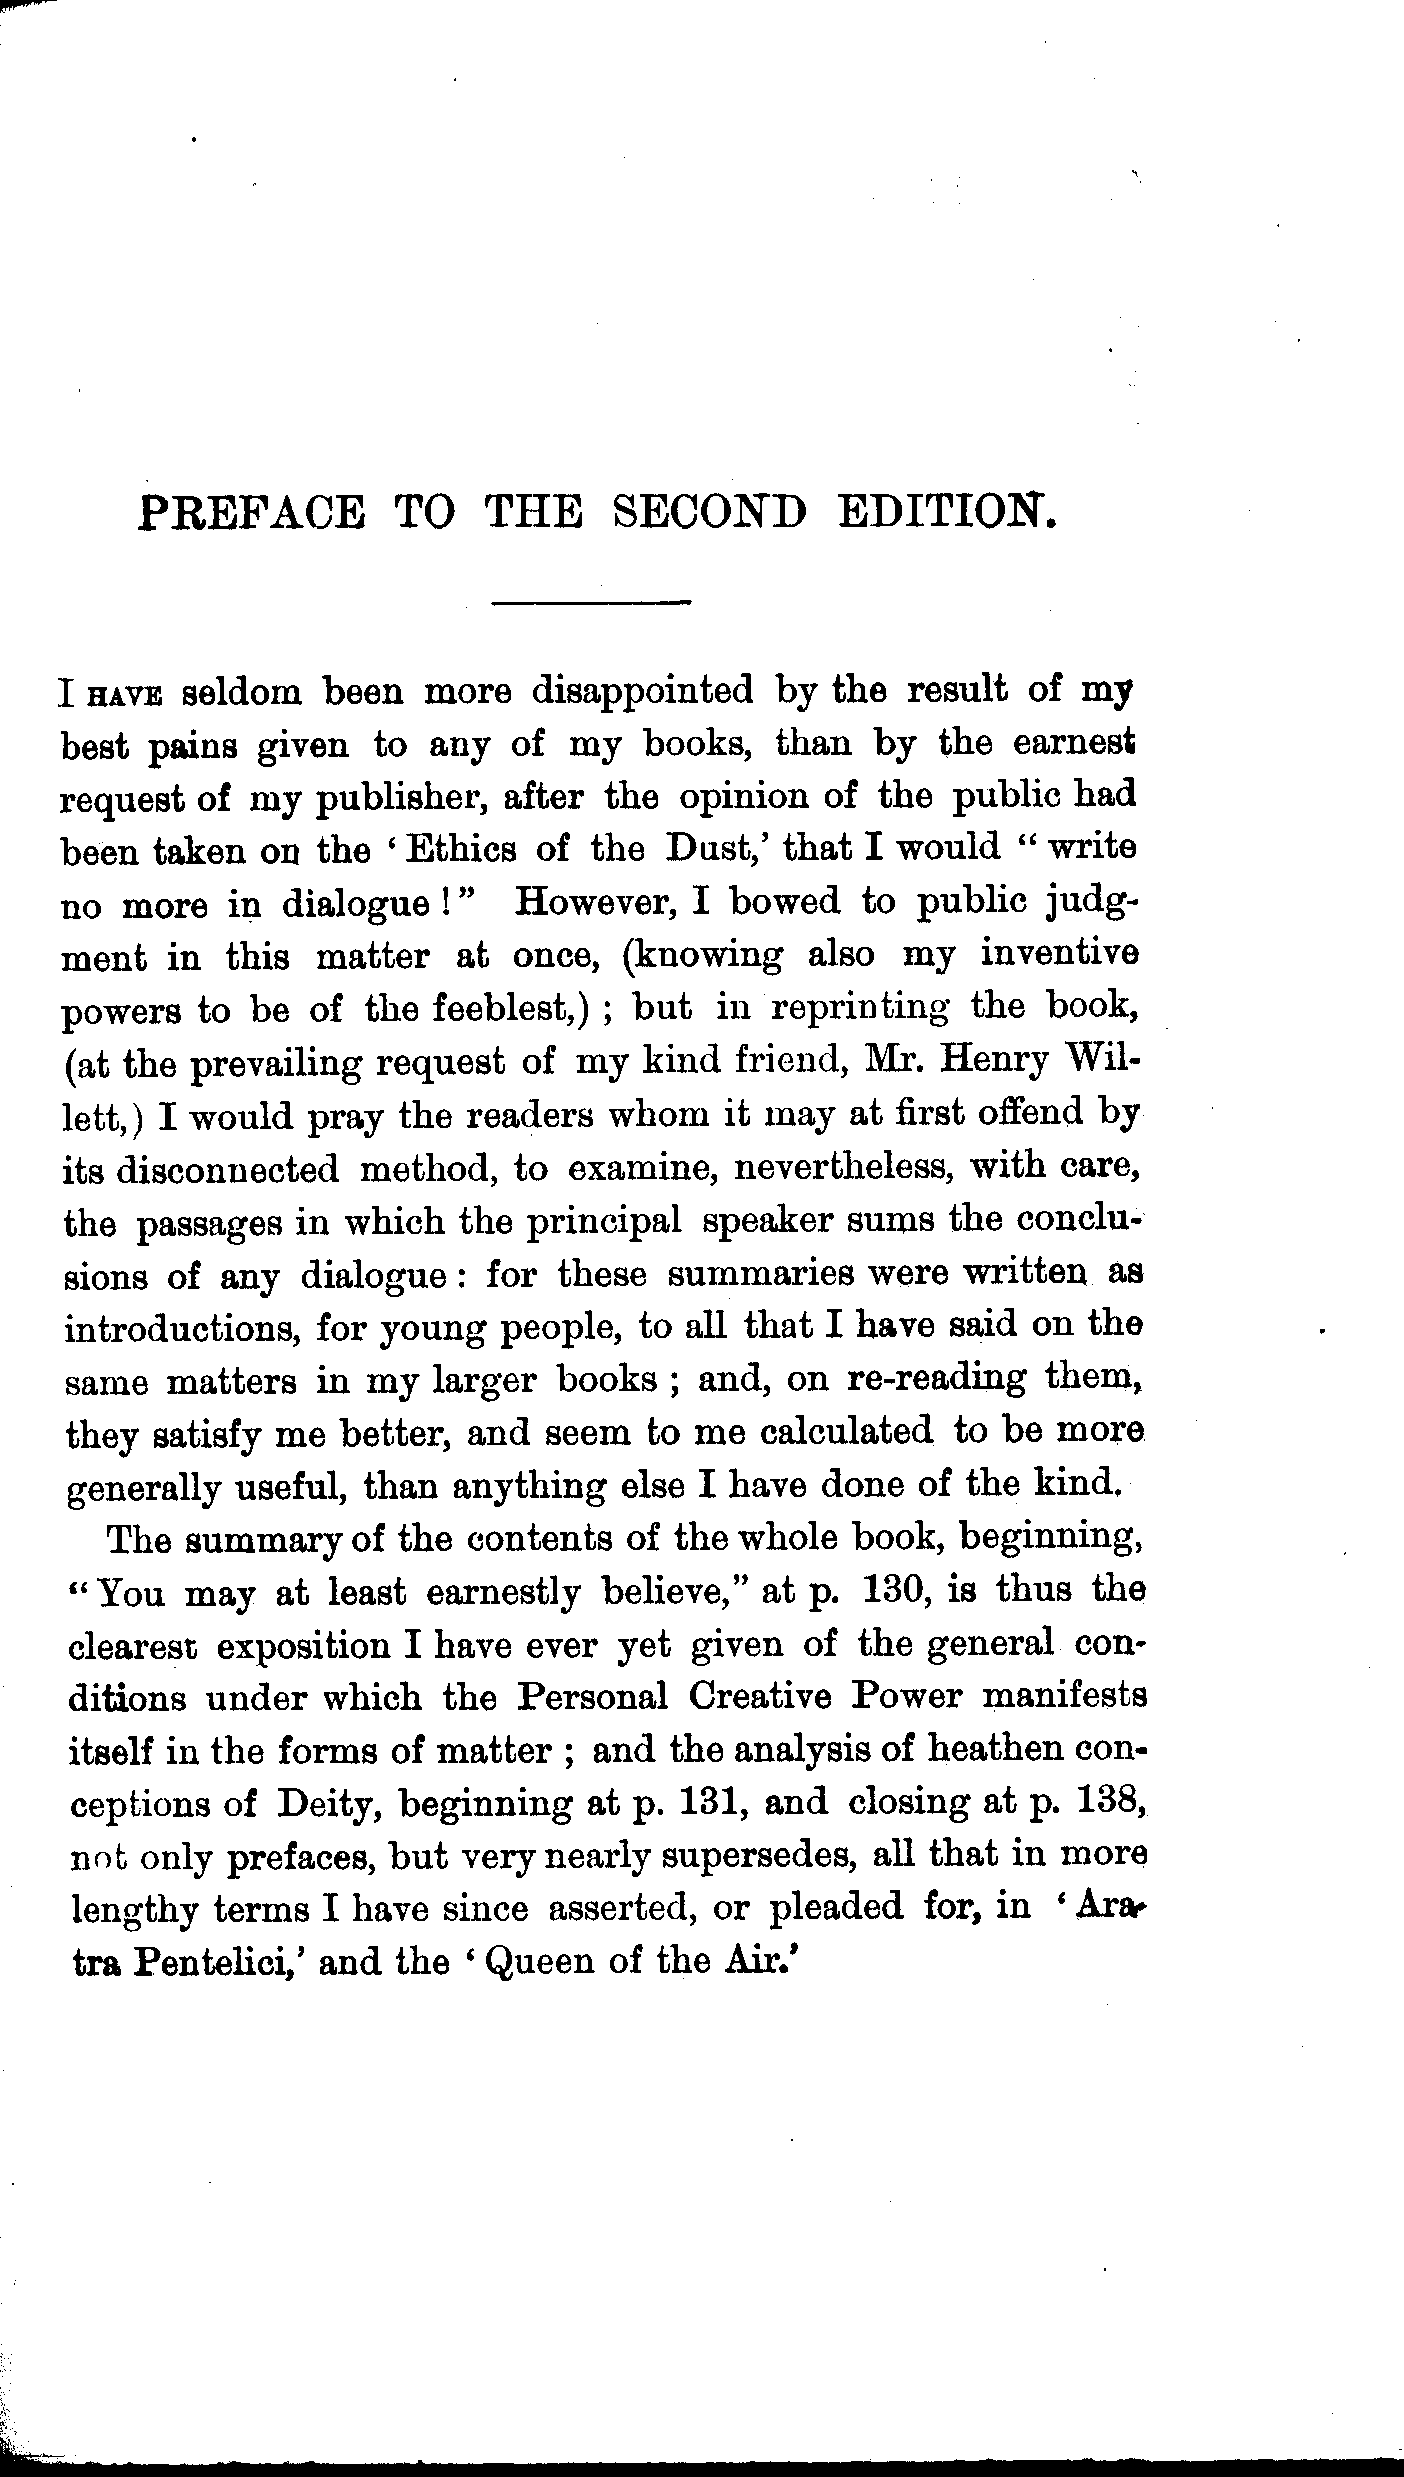 PREFACE TO THE SECOND EDITION.
I HAVE seldom been more disappointed by the result of my
best pains given to any of my books, than by the earnest
request of my publisher, after the opinion of the public had
been taken on the ‘ Ethics of the Dust,’ that I would “ write
no more in dialogue ! ” However, I bowed to public judg-
ment in this matter at once, (knowing also my inventive
powers to be of the feeblest,) ; but in reprinting the book,
(at the prevailing request of my kind friend, Mr. Henry Wil-
lett,) I would pray the readers whom it may at first offend by
its disconnected method, to examine, nevertheless, with care,
the passages in which the principal speaker sums the conclu-
sions of any dialogue : for these summaries were written as
introductions, for young people, to all that I have said on the
same matters in my larger books ; and, on re-reading them,
they satisfy me better, and seem to me calculated to be more
generally useful, than anything else I have done of the kind.
The summary of the contents of the whole book, beginning,
“ You may at least earnestly believe,” at p. 130, is thus the
clearest exposition I have ever yet given of the general con-
ditions under which the Personal Creative Power manifests
itself in the forms of matter ; and the analysis of heathen con-
ceptions of Deity, beginning at p. 131, and closing at p. 138,
not only prefaces, but very nearly supersedes, all that in more
lengthy terms I have since asserted, or pleaded for, in ‘ Ara-
tra Pentelici,’ and the ‘ Queen of the Air.’